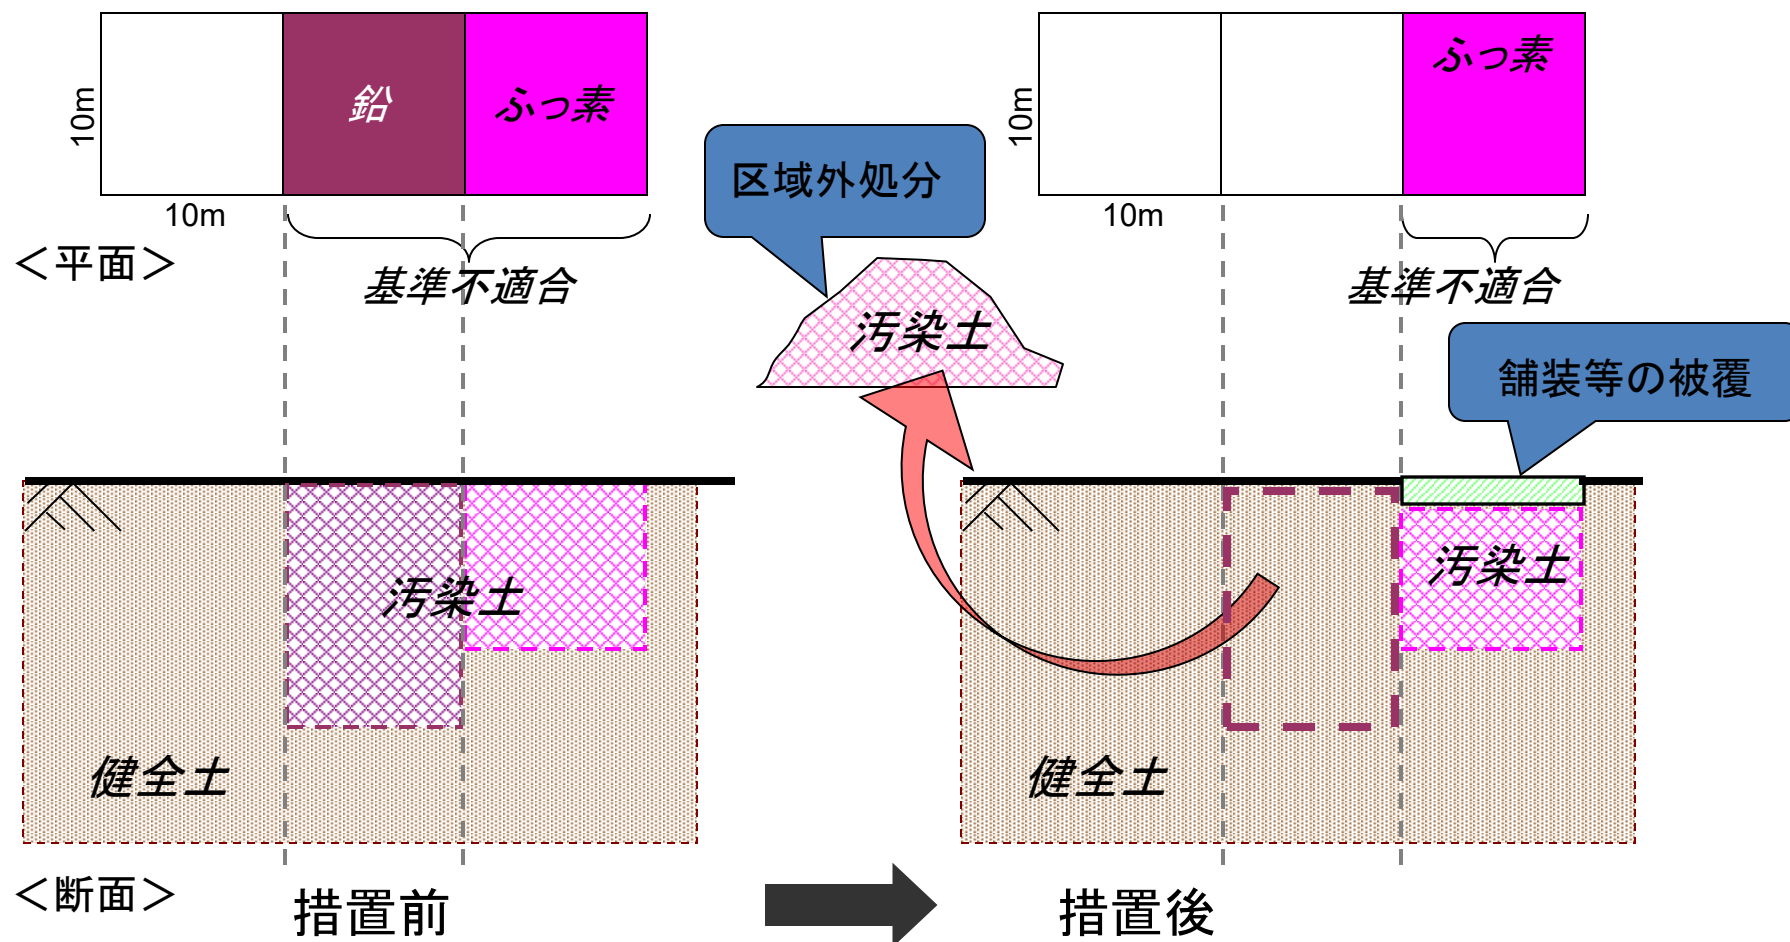 鉛
ふっ素
10m
10m
基準不適合
＜平面＞
区域外処分
汚染土
ふっ素
10m
10m
基準不適合
舗装等の被覆
汚染土
健全土
汚染土
健全土
＜断面＞
措置前
措置後